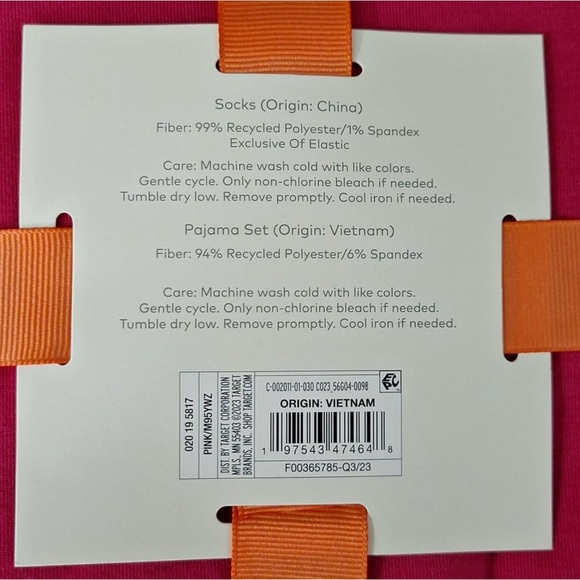 Socks (Origin: China)
Fiber: 99% Recycled Polyester/1% Spandex
Exclusive Of Elastic
Care: Machine wash cold with like colors.
Gentle cycle. Only non-chlorine bleach if needed.
Tumble dry low. Remove promptly. Cool iron if needed.
Pajama Set (Origin: Vietnam)
Fiber: 94% Recycled Polyester/6% Spandex
Care: Machine wash cold with like colors.
Gentle cycle. Only non-chlorine bleach if needed.
Tumble dry low. Remove promptly. Cool iron if needed.
020 19 5817
PINK/M95YWZ
DIST. BY TARGET CORPORATION
MPLS., MN 55403 ©2023 TARGET
BRANDS, INC. SHOP TARGET.COM
C-002011-01-030 C023_56G04-0098
ORIGIN: VIETNAM
1 97543 47464 8
F00365785-Q3/23